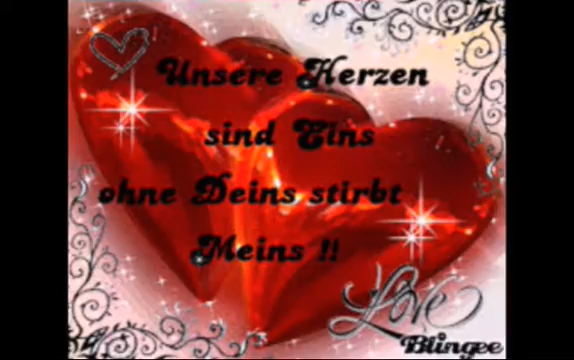 Unsere Herzen
sind Eins
ohne Deins stirbt
Meins !!
Love
Blingee